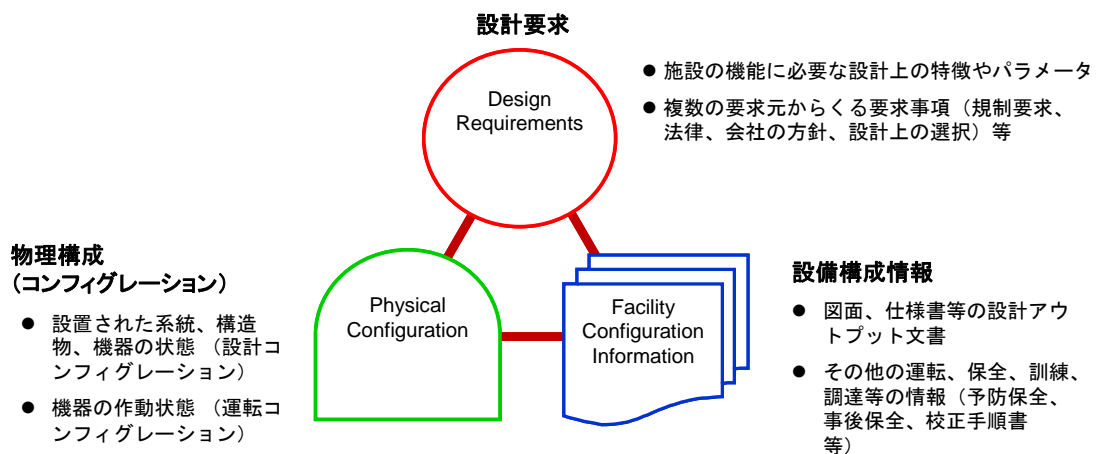 設計要求
Design
Requirements
● 施設の機能に必要な設計上の特徴やパラメータ
● 複数の要求元からくる要求事項（規制要求、
法律、会社の方針、設計上の選択）等
物理構成
（コンフィグレーション）
● 設置された系統、構造
物、機器の状態 （設計コ
ンフィグレーション）
● 機器の作動状態 （運転コ
ンフィグレーション）
Physical
Configuration
Facility
Configuration
Information
設備構成情報
● 図面、仕様書等の設計アウ
トプット文書
● その他の運転、保全、訓練、
調達等の情報（予防保全、
事後保全、校正手順書
等）